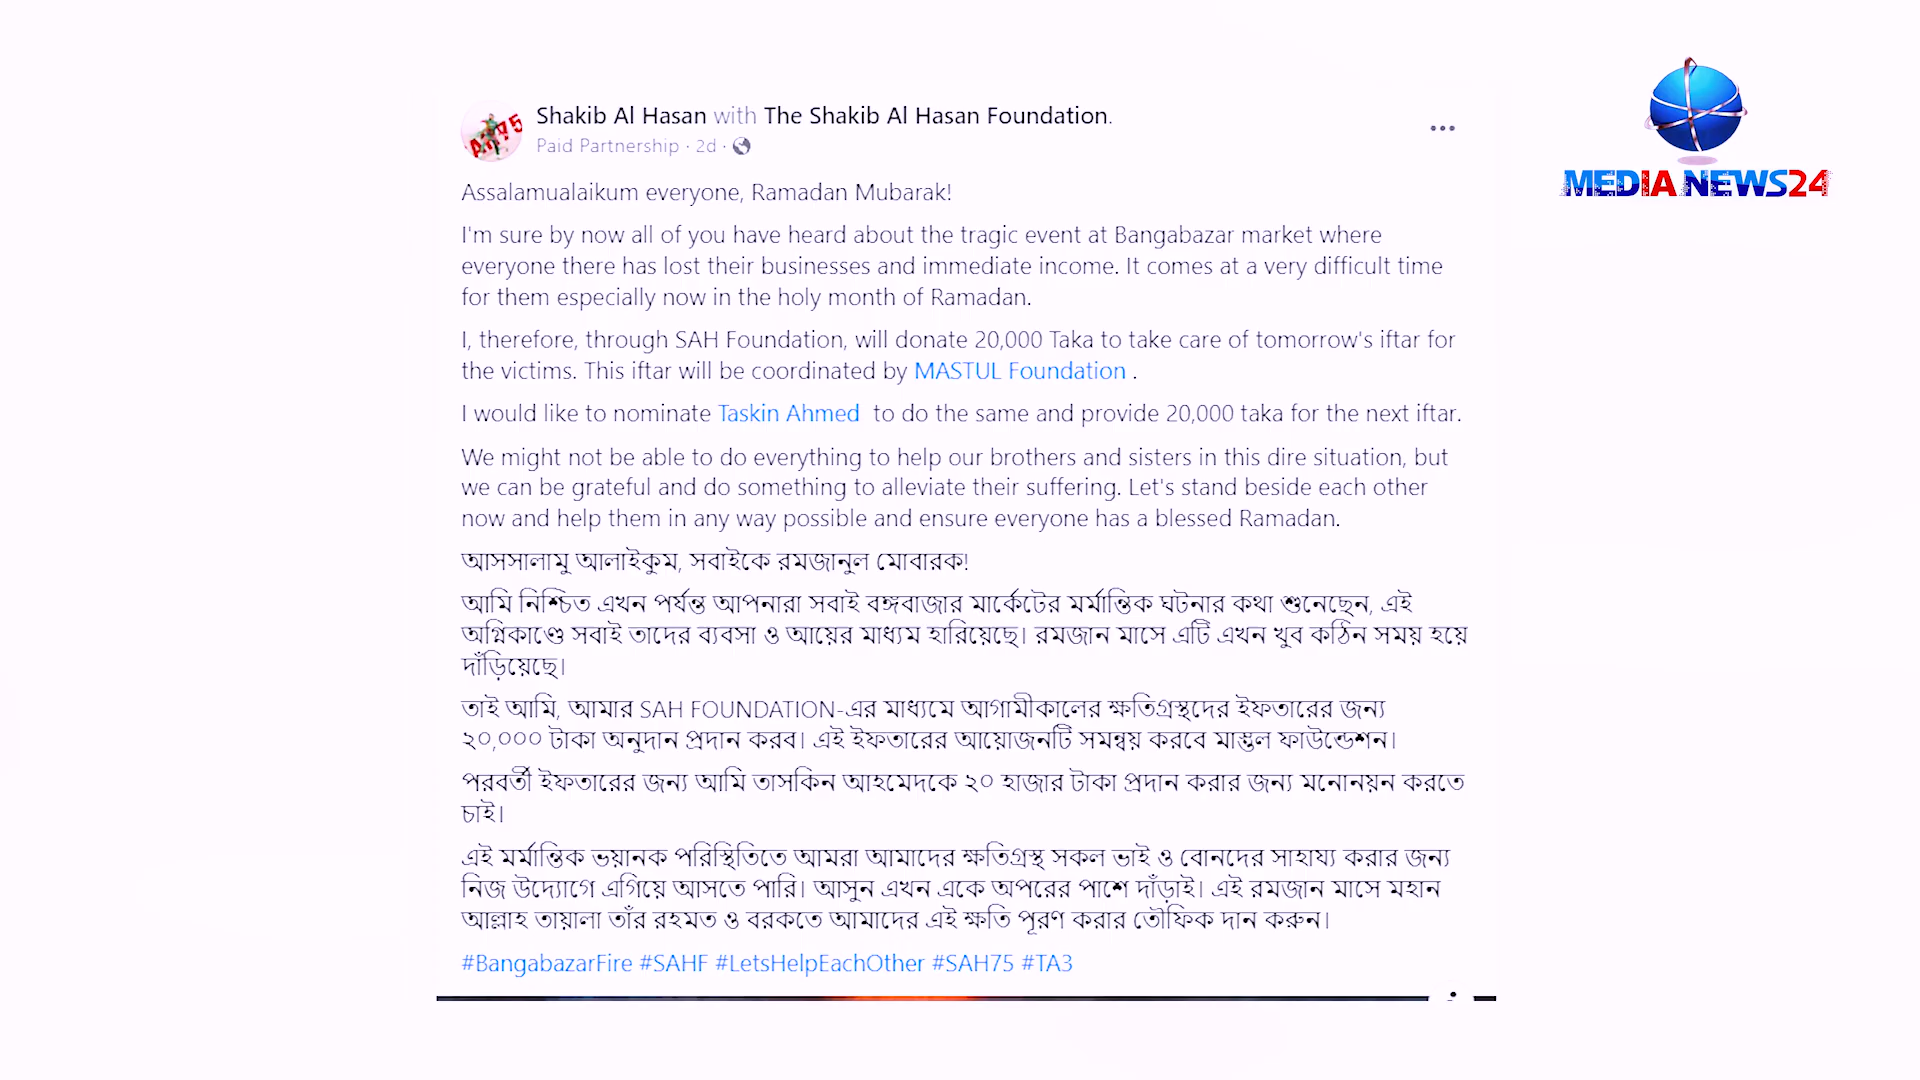 Shakib Al Hasan with The Shakib Al Hasan Foundation.
Paid Partnership · 2d ·
MEDIA NEWS24
Assalamualaikum everyone, Ramadan Mubarak!
I'm sure by now all of you have heard about the tragic event at Bangabazar market where
everyone there has lost their businesses and immediate income. It comes at a very difficult time
for them especially now in the holy month of Ramadan.
I, therefore, through SAH Foundation, will donate 20,000 Taka to take care of tomorrow's iftar for
the victims. This iftar will be coordinated by MASTUL Foundation .
I would like to nominate Taskin Ahmed to do the same and provide 20,000 taka for the next iftar.
We might not be able to do everything to help our brothers and sisters in this dire situation, but
we can be grateful and do something to alleviate their suffering. Let's stand beside each other
now and help them in any way possible and ensure everyone has a blessed Ramadan.
আসসালামু আলাইকুম, সবাইকে রমজানুল মোবারক!
আমি নিশ্চিত এখন পর্যন্ত আপনারা সবাই বঙ্গবাজার মার্কেটের মর্মান্তিক ঘটনার কথা শুনেছেন, এই
অগ্নিকাণ্ডে সবাই তাদের ব্যবসা ও আয়ের মাধ্যম হারিয়েছে। রমজান মাসে এটি এখন খুব কঠিন সময় হয়ে
দাঁড়িয়েছে।
তাই আমি, আমার SAH FOUNDATION-এর মাধ্যমে আগামীকালের ক্ষতিগ্রস্থদের ইফতারের জন্য
২০,০০০ টাকা অনুদান প্রদান করব। এই ইফতারের আয়োজনটি সমন্বয় করবে মাস্তুল ফাউন্ডেশন।
পরবর্তী ইফতারের জন্য আমি তাসকিন আহমেদকে ২০ হাজার টাকা প্রদান করার জন্য মনোনয়ন করতে
চাই।
এই মর্মান্তিক ভয়ানক পরিস্থিতিতে আমরা আমাদের ক্ষতিগ্রস্থ সকল ভাই ও বোনদের সাহায্য করার জন্য
নিজ উদ্যোগে এগিয়ে আসতে পারি। আসুন এখন একে অপরের পাশে দাঁড়াই। এই রমজান মাসে মহান
আল্লাহ তায়ালা তাঁর রহমত ও বরকতে আমাদের এই ক্ষতি পূরণ করার তৌফিক দান করুন।
#BangabazarFire #SAHF #LetsHelpEachOther #SAH75 #TA3